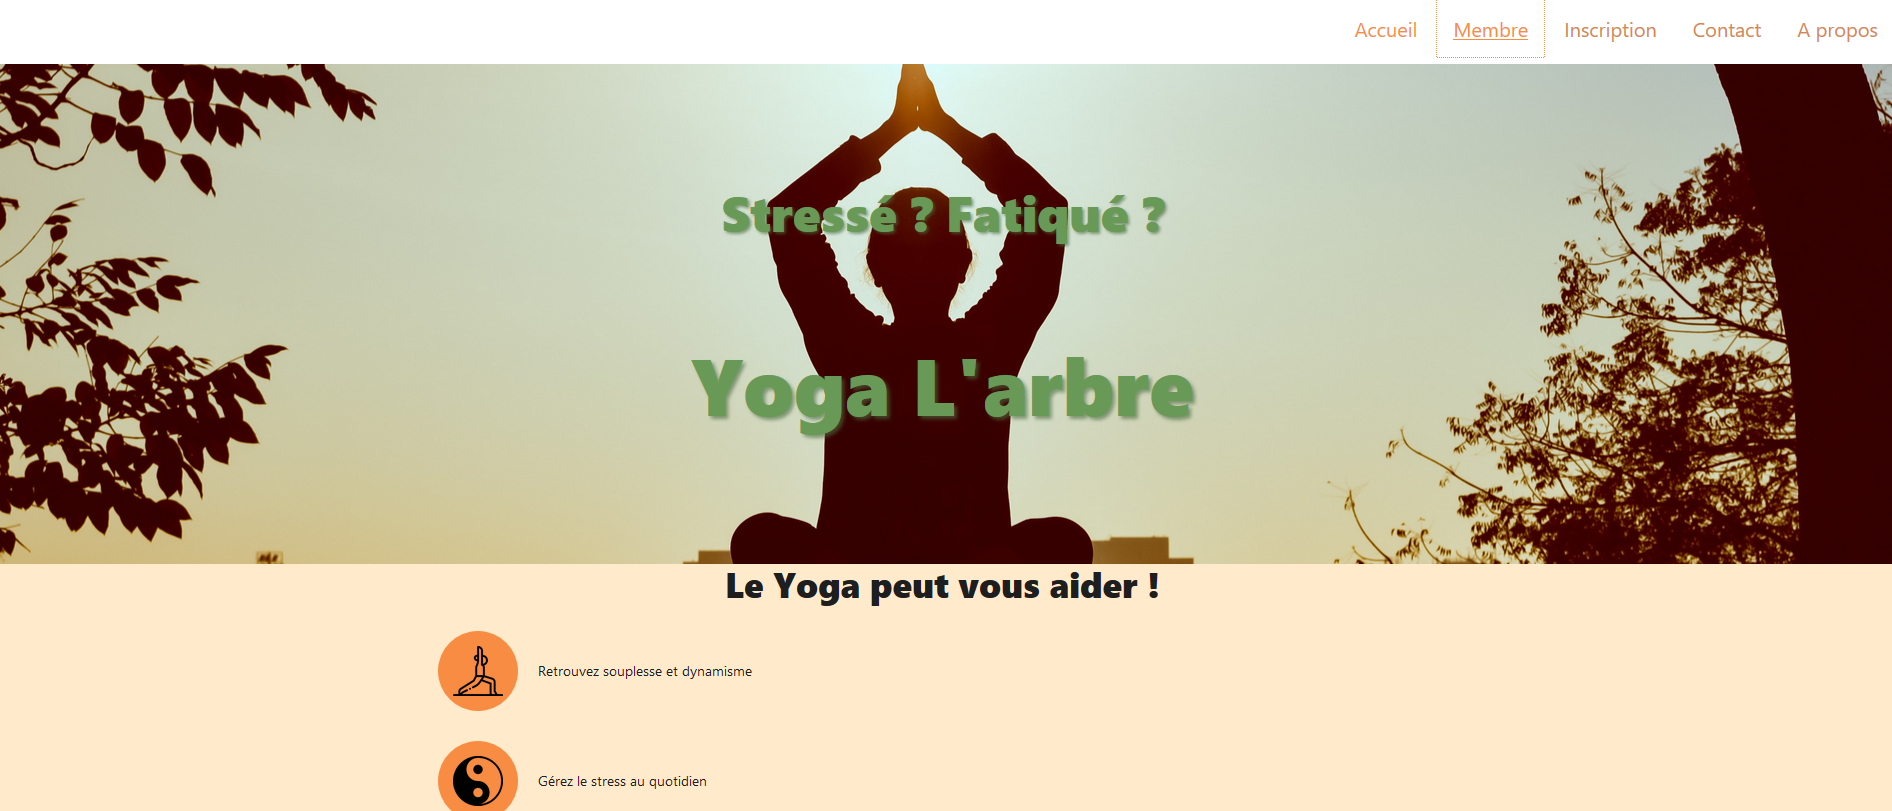 Accueil Membre Inscription Contact A propos
Stressé ? Fatiqué ?
Yoga L'arbre
Le Yoga peut vous aider !
Retrouvez souplesse et dynamisme
Gérez le stress au quotidien